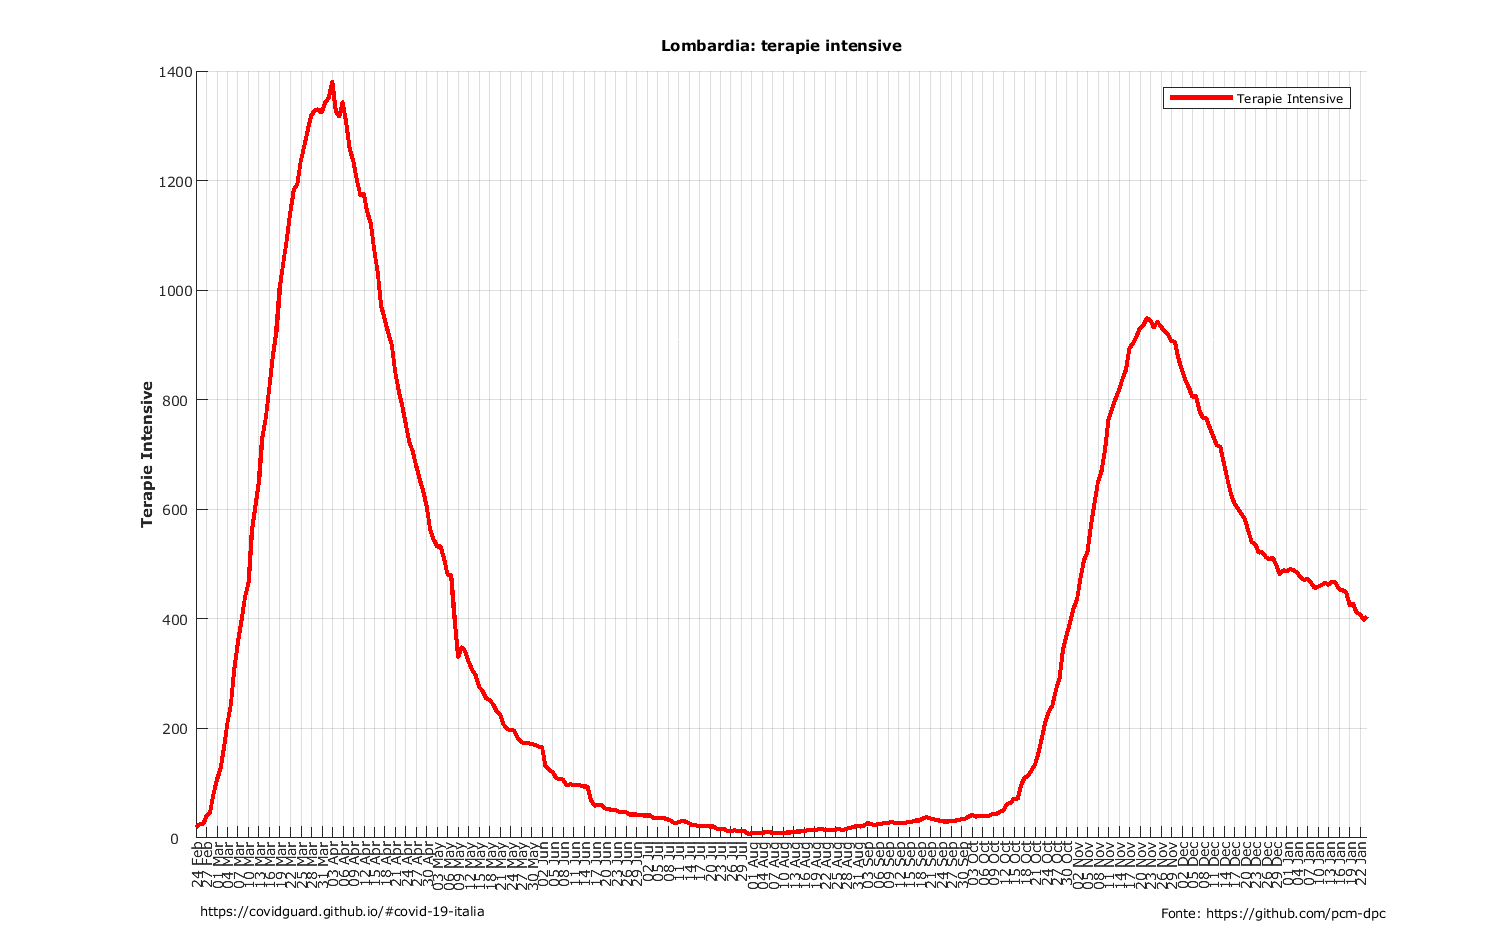 Lombardia: terapie intensive
Terapie Intensive
Terapie Intensive
1400
1200
1000
800
600
400
200
0
24 Feb
27 Feb
01 Mar
04 Mar
07 Mar
10 Mar
13 Mar
16 Mar
19 Mar
22 Mar
25 Mar
28 Mar
31 Mar
03 Apr
06 Apr
09 Apr
12 Apr
15 Apr
18 Apr
21 Apr
24 Apr
27 Apr
30 Apr
03 May
06 May
09 May
12 May
15 May
18 May
21 May
24 May
27 May
30 May
02 Jun
05 Jun
08 Jun
11 Jun
14 Jun
17 Jun
20 Jun
23 Jun
26 Jun
29 Jun
02 Jul
05 Jul
08 Jul
11 Jul
14 Jul
17 Jul
20 Jul
23 Jul
26 Jul
29 Jul
01 Aug
04 Aug
07 Aug
10 Aug
13 Aug
16 Aug
19 Aug
22 Aug
25 Aug
28 Aug
31 Aug
03 Sep
06 Sep
09 Sep
12 Sep
15 Sep
18 Sep
21 Sep
24 Sep
27 Sep
30 Sep
03 Oct
06 Oct
09 Oct
12 Oct
15 Oct
18 Oct
21 Oct
24 Oct
27 Oct
30 Oct
02 Nov
05 Nov
08 Nov
11 Nov
14 Nov
17 Nov
20 Nov
23 Nov
26 Nov
29 Nov
02 Dec
05 Dec
08 Dec
11 Dec
14 Dec
17 Dec
20 Dec
23 Dec
26 Dec
29 Dec
01 Jan
04 Jan
07 Jan
10 Jan
13 Jan
16 Jan
19 Jan
22 Jan
https://covidguard.github.io/#covid-19-italia
Fonte: https://github.com/pcm-dpc